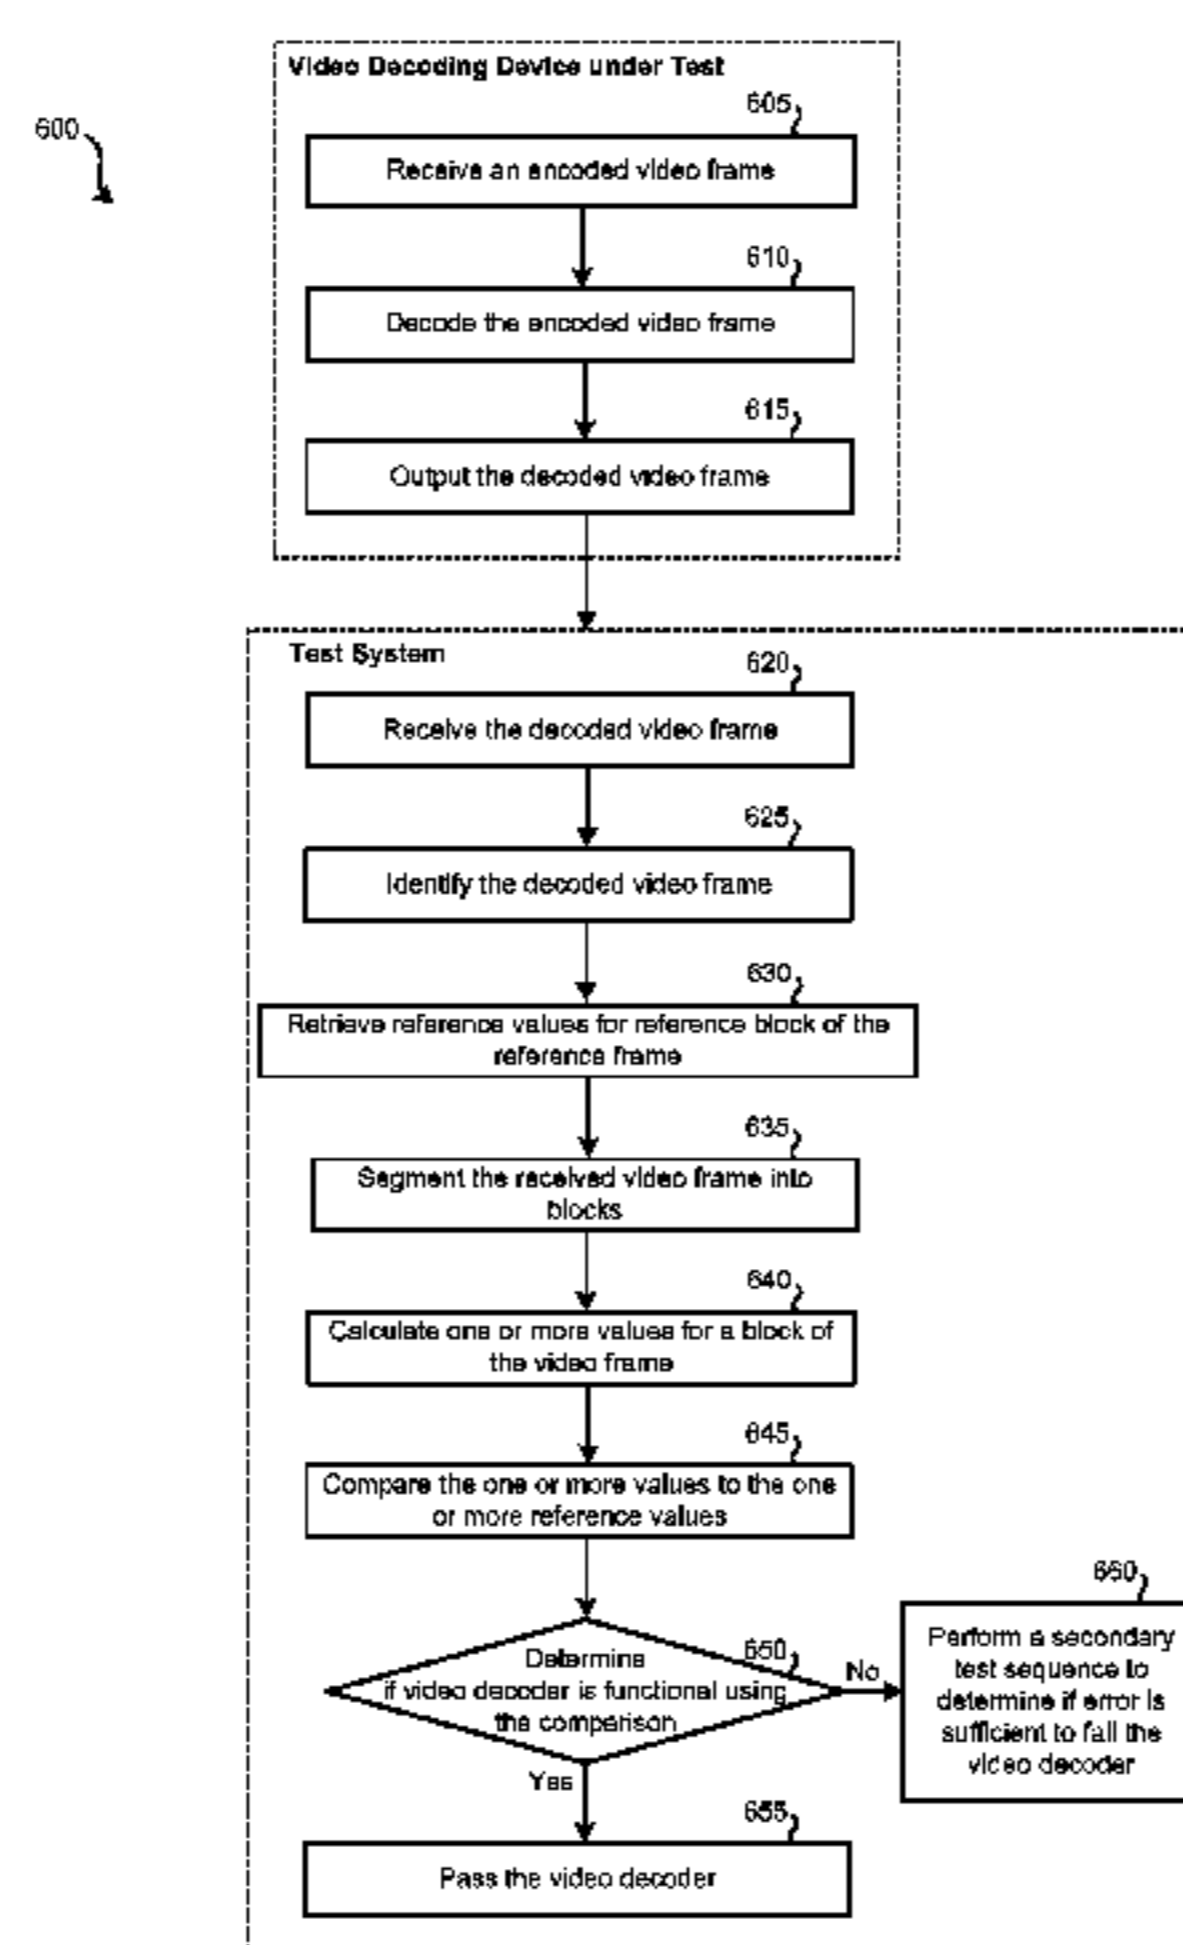 600
Video Decoding Device under Test
605
Receive an encoded video frame
610
Decode the encoded video frame
615
Output the decoded video frame
Test System
620
Receive the decoded video frame
625
Identify the decoded video frame
630
Retrieve reference values for reference block of the
reference frame
635
Segment the received video frame into
blocks
640
Calculate one or more values for a block of
the video frame
645
Compare the one or more values to the one
or more reference values
650
Determine
if video decoder is functional using
the comparison
No
660
Perform a secondary
test sequence to
determine if error is
sufficient to fail the
video decoder
Yes
655
Pass the video decoder